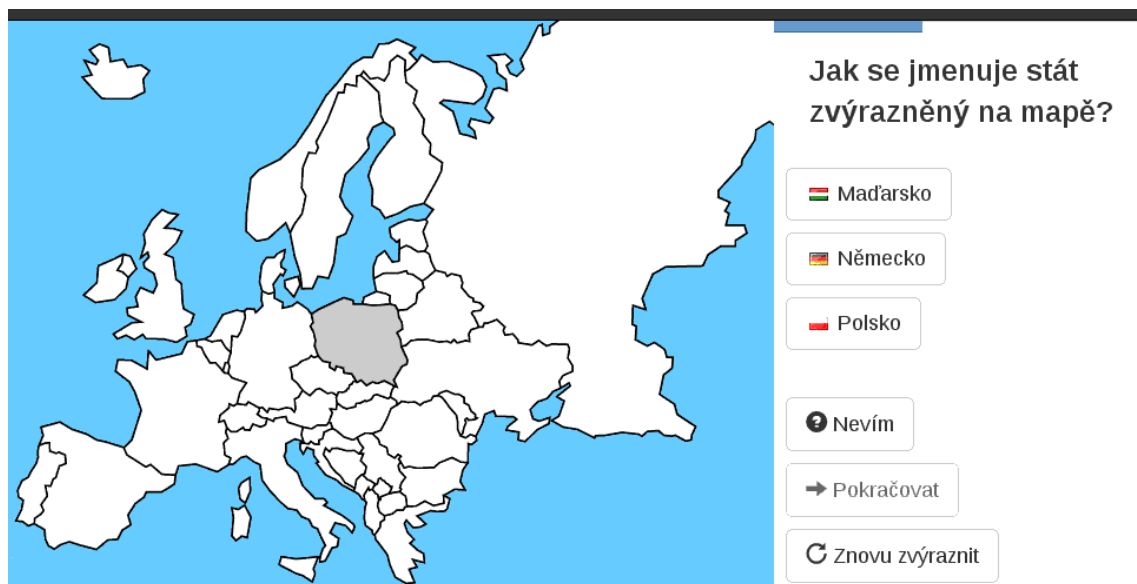 Jak se jmenuje stát
zvýrazněný na mapě?
Maďarsko
Německo
Polsko
Nevím
Pokračovat
Znovu zvýraznit